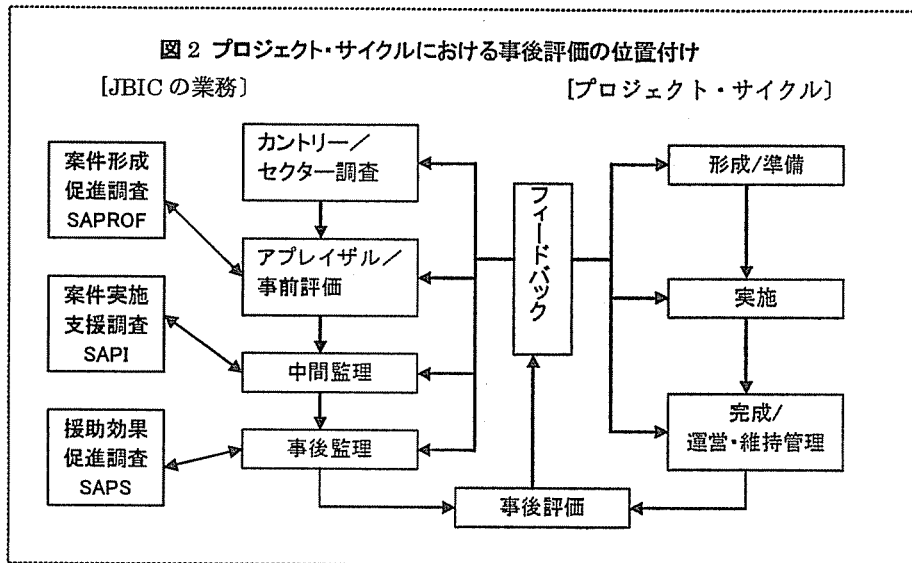 図2 プロジェクト・サイクルにおける事後評価の位置付け
[JBICの業務〕
[プロジェクト・サイクル〕
案件形成
促進調査
SAPROF
案件実施
支援調査
SAPI
援助効果
促進調査
SAPS
カントリー／
セクター調査
アプレイザル／
事前評価
中間監理
事後監理
フィードバック
事後評価
形成/準備
実施
完成/
運営・維持管理